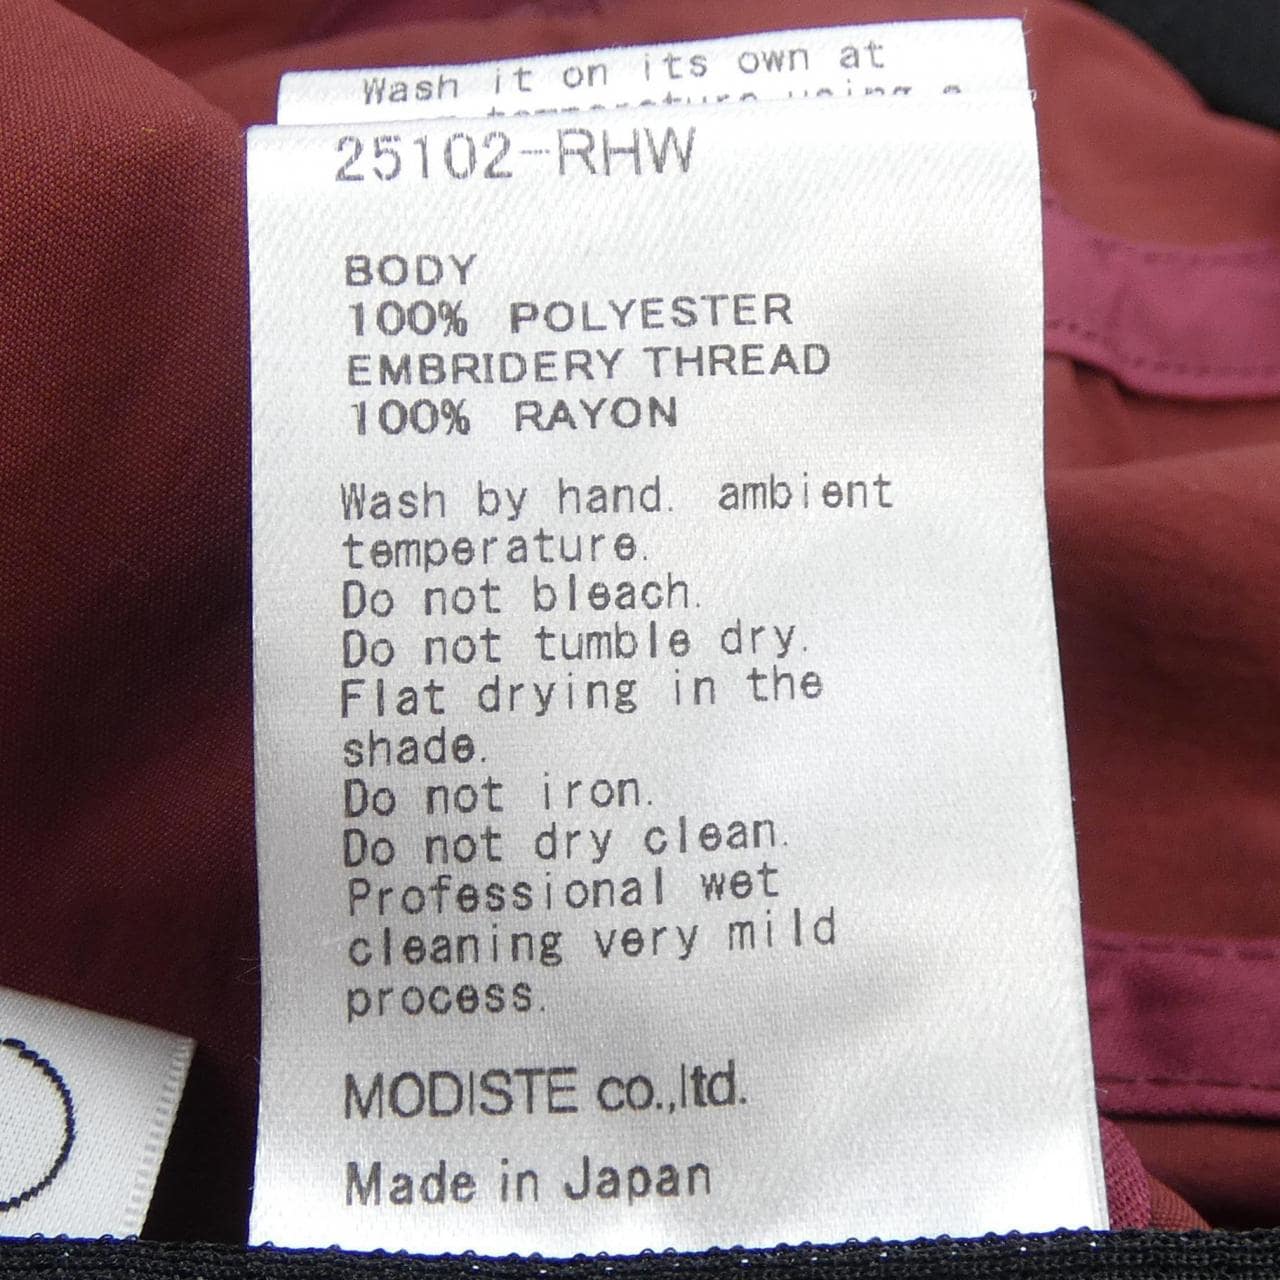 Wash it on its own at
temperature using a
25102-RHW
BODY
100% POLYESTER
EMBRIDERY THREAD
100% RAYON
Wash by hand. ambient
temperature.
Do not bleach.
Do not tumble dry.
Flat drying in the
shade.
Do not iron.
Do not dry clean.
Professional wet
cleaning very mild
process.
MODISTE co.,ltd.
Made in Japan